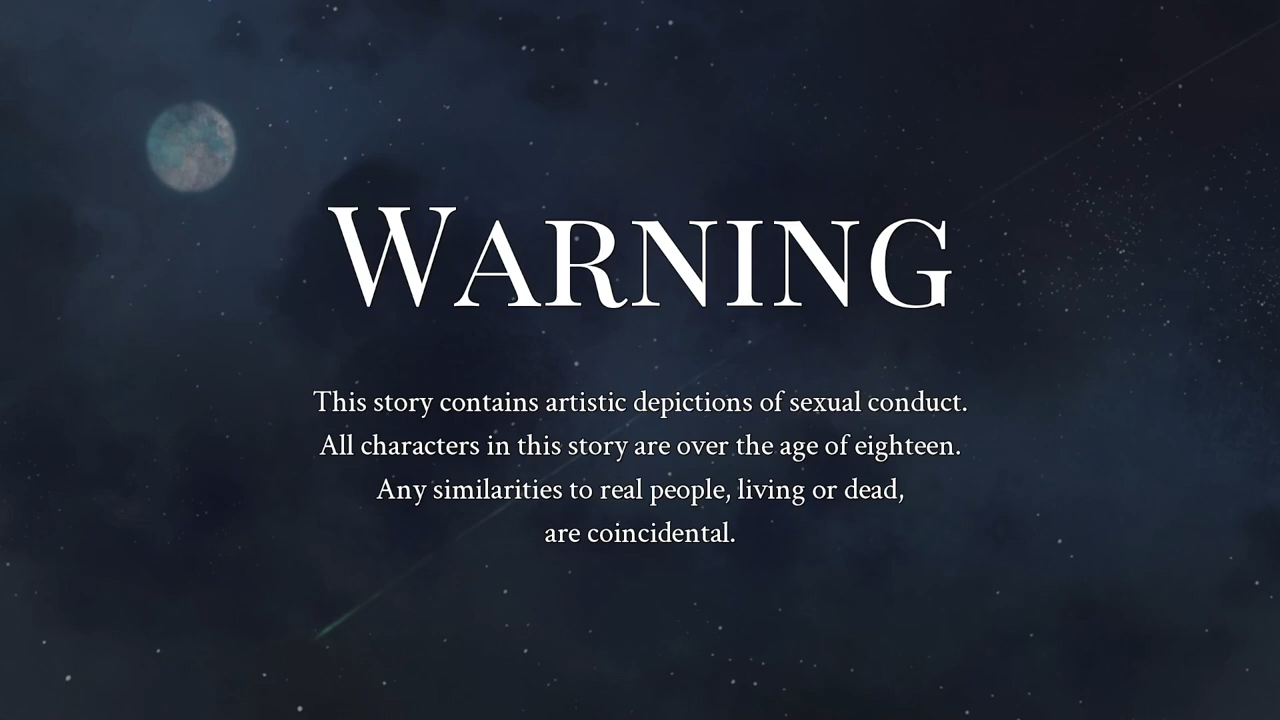 WARNING
This story contains artistic depictions of sexual conduct.
All characters in this story are over the age of eighteen.
Any similarities to real people, living or dead,
are coincidental.